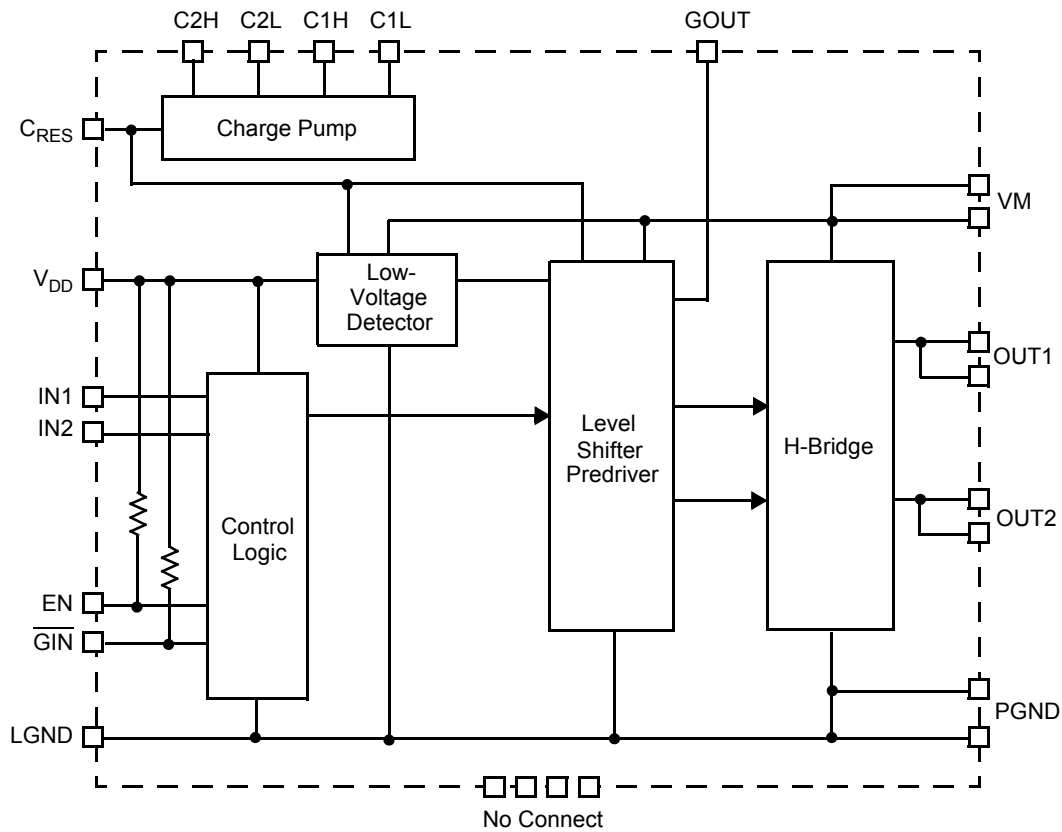 C2H C2L C1H C1L GOUT
Charge Pump
CRES
VM
VDD
Low-
Voltage
Detector
OUT1
IN1
IN2
Level
Shifter
Predriver
H-Bridge
Control
Logic
OUT2
EN
GIN
LGND
PGND
No Connect